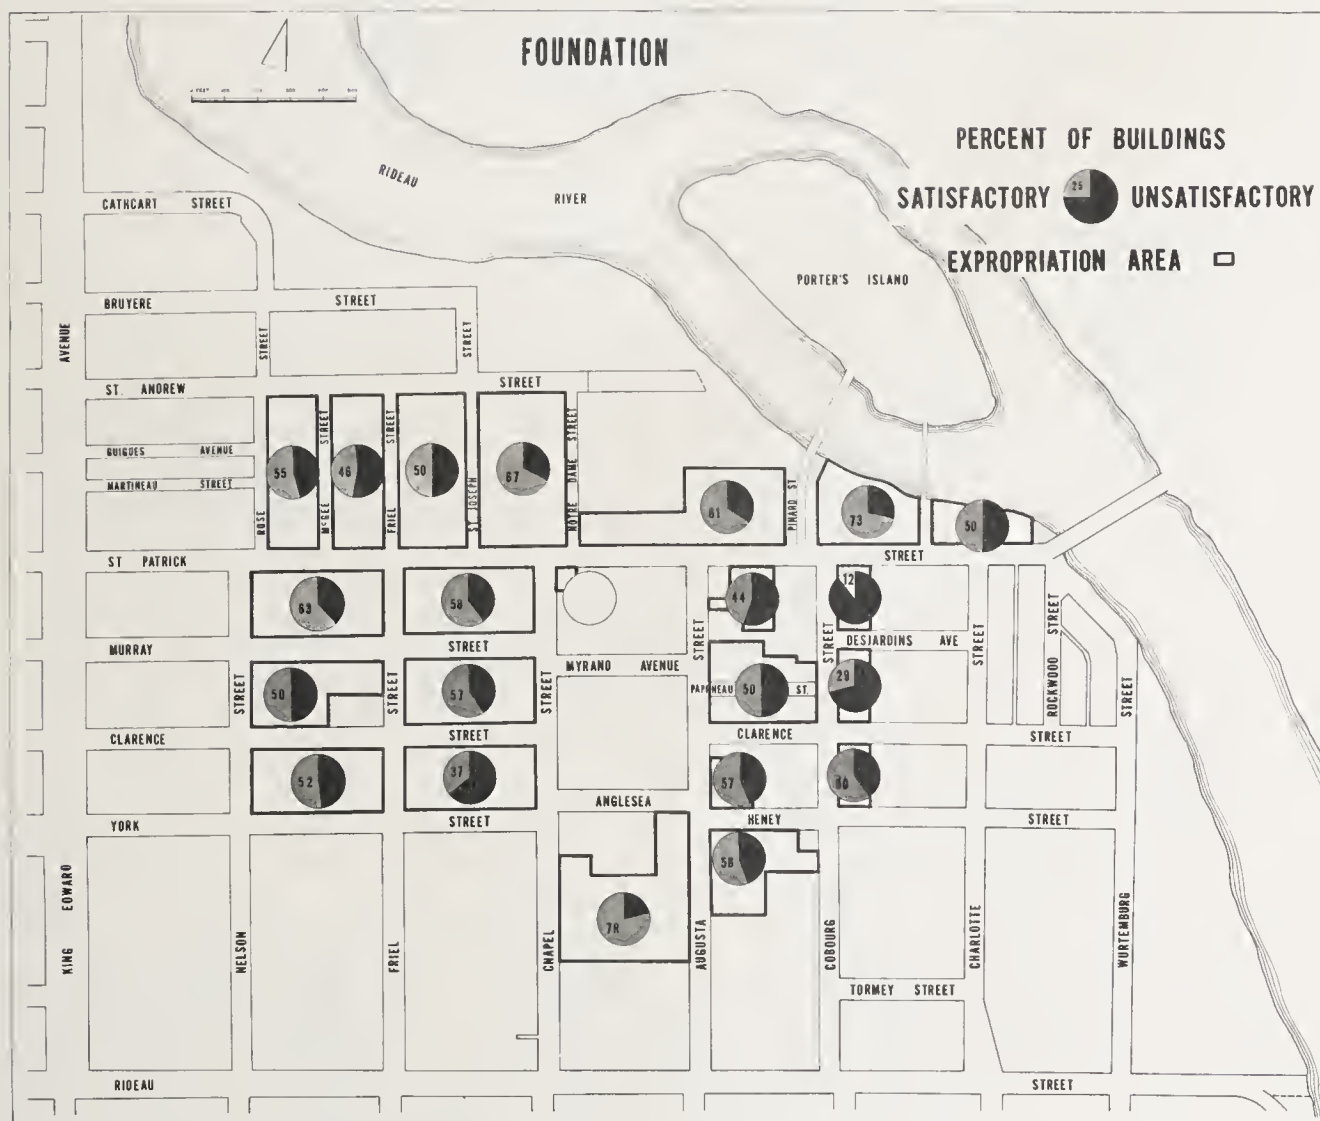 FOUNDATION
PERCENT OF BUILDINGS
SATISFACTORY 25 UNSATISFACTORY
EXPROPRIATION AREA
RIDEAU RIVER
PORTER'S ISLAND
CATHCART STREET
BRUYERE STREET
STREET
STREET
AVENUE
ST. ANDREW STREET
GUIGUES AVENUE
MARTINEAU STREET
ROSE
McGEE STREET
FRIEL STREET
ST. JOSEPH
NOTRE DAME STREET
PINARD ST
55
46
50
67
61
73
50
ST PATRICK STREET
63
58
44
12
MURRAY STREET
MYRAND AVENUE
DESJARDINS AVE
STREET
STREET
STREET
STREET
STREET
STREET
STREET
ROCKWOOD STREET
50
57
PAPINEAU ST.
50
29
CLARENCE STREET
CLARENCE STREET
52
37
57
60
ANGLESEA
YORK STREET
HENEY STREET
58
78
KING EDWARD
NELSON
FRIEL
CHAPEL
AUGUSTA
COBOURG
CHARLOTTE
WURTEMBURG
TORMEY STREET
RIDEAU STREET